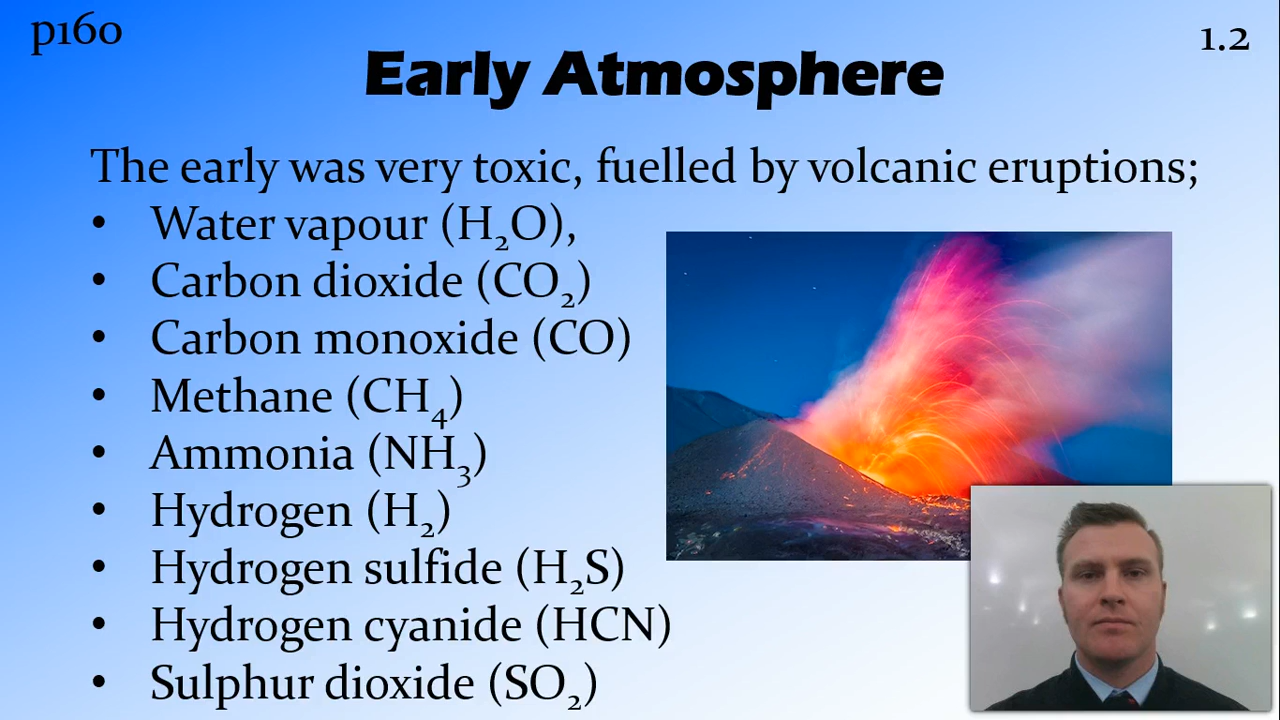 p160
1.2
Early Atmosphere
The early was very toxic, fuelled by volcanic eruptions;
• Water vapour (H₂O),
• Carbon dioxide (CO₂)
• Carbon monoxide (CO)
• Methane (CH₄)
• Ammonia (NH₃)
• Hydrogen (H₂)
• Hydrogen sulfide (H₂S)
• Hydrogen cyanide (HCN)
• Sulphur dioxide (SO₂)